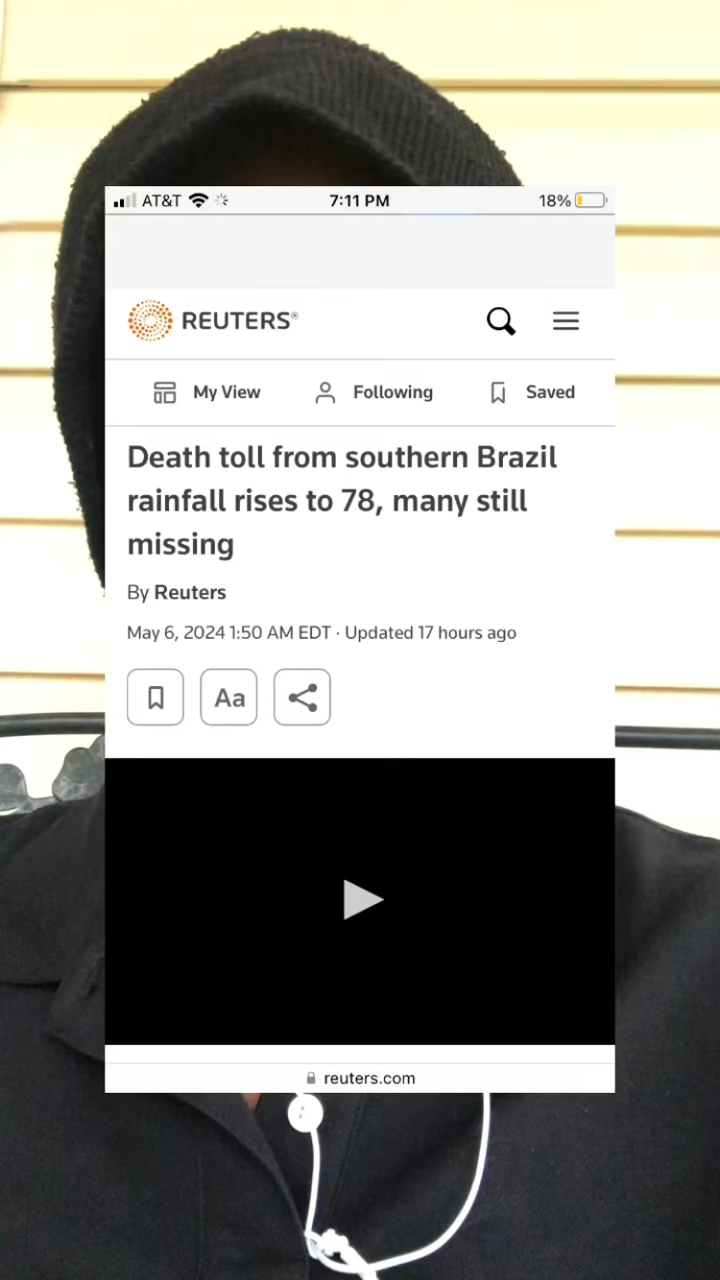 AT&T 7:11 PM 18%
REUTERS®
My View Following Saved
Death toll from southern Brazil
rainfall rises to 78, many still
missing
By Reuters
May 6, 2024 1:50 AM EDT · Updated 17 hours ago
Aa
reuters.com